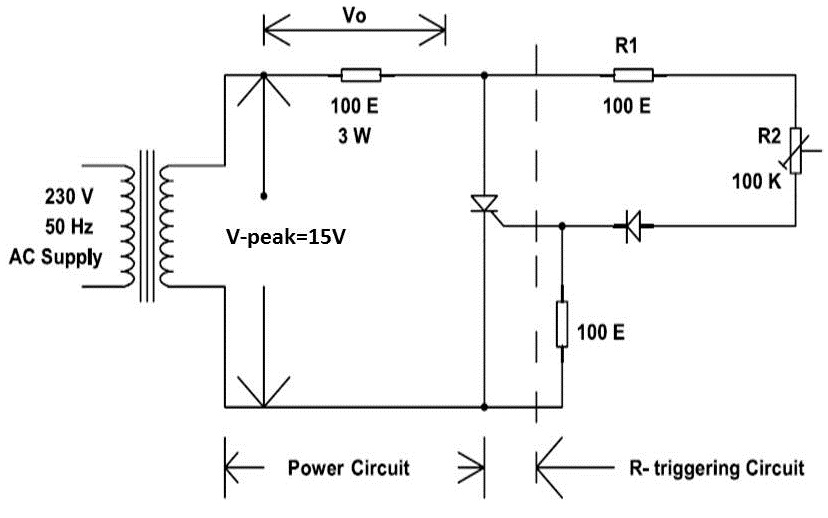 Vo
R1
100 E
3 W
100 E
R2
100 K
230 V
50 Hz
AC Supply
V-peak=15V
100 E
Power Circuit
R- triggering Circuit